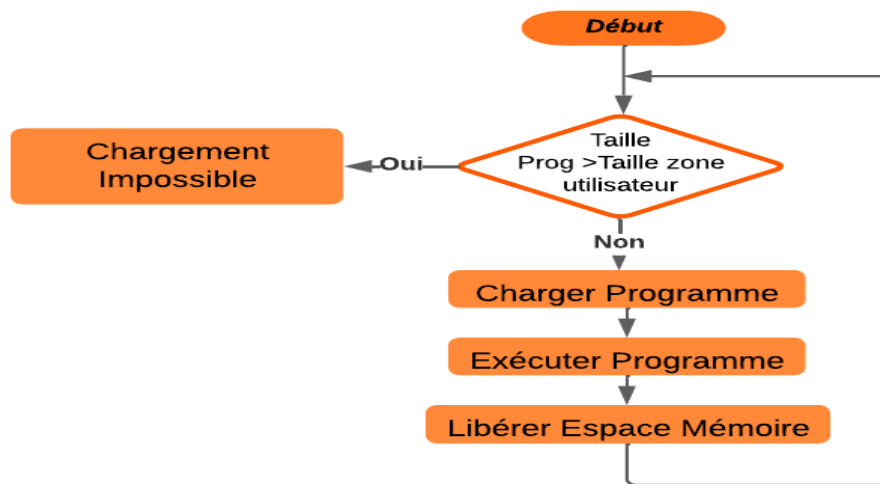 Début
Taille
Prog >Taille zone
utilisateur
Oui
Chargement
Impossible
Non
Charger Programme
Exécuter Programme
Libérer Espace Mémoire